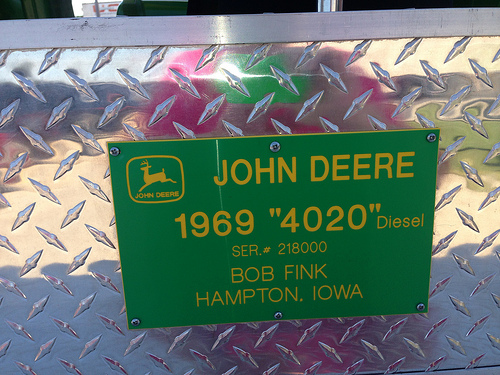 JOHN DEERE
JOHN DEERE
1969 "4020" Diesel
SER.# 218000
BOB FINK
HAMPTON. IOWA